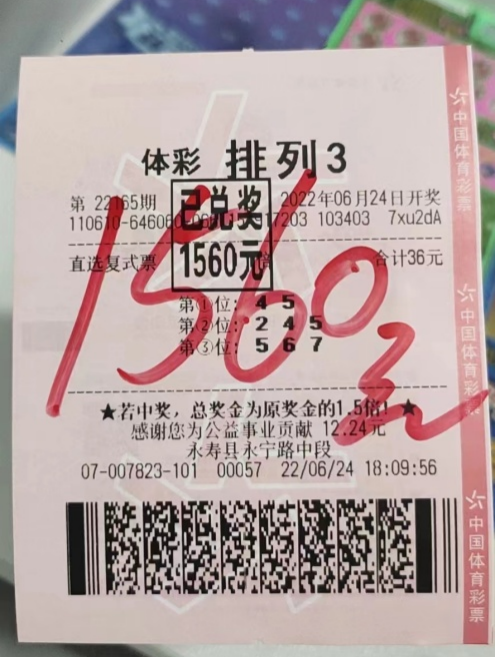 体彩 排列3
第 22165期 2022年06月24日开奖
已兑奖
103403 7xu2dA
直选复式票 合计36元
1560元
第①位: 4 5
第②位: 2 4 5
第③位: 5 6 7
1560元
★若中奖，总奖金为原奖金的1.5倍！★
感谢您为公益事业贡献 12.24元
永寿县永宁路中段
07-007823-101 00057 22/06/24 18:09:56
中国体育彩票
中国体育彩票
中国体育彩票